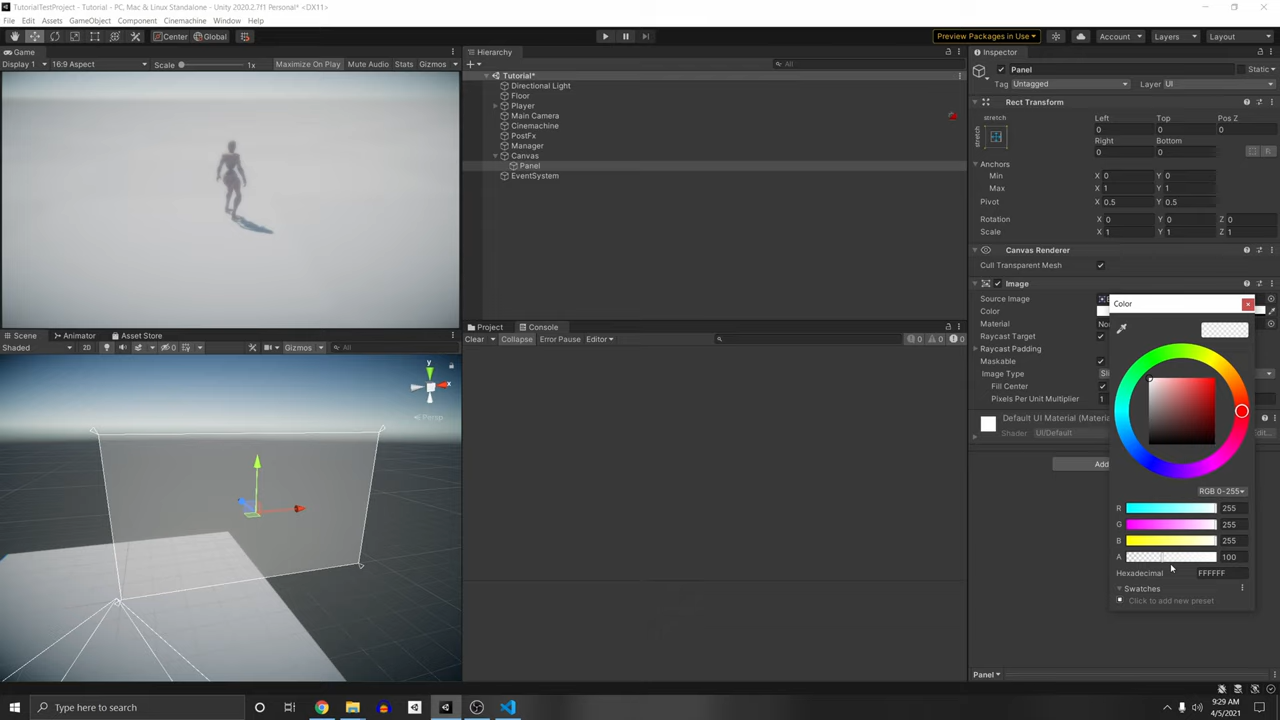 TutorialTestProject - Tutorial - PC, Mac & Linux Standalone - Unity 2020.2.7f1 Personal* <DX11>
File Edit Assets GameObject Component Cinemachine Window Help
Center Global Preview Packages in Use Account Layers Layout
Game
Display 1 16:9 Aspect Scale 1x Maximize On Play Mute Audio Stats Gizmos
Scene Animator Asset Store
Shaded 2D 0 Gizmos All
y
x
Persp
Hierarchy
All
Tutorial*
Directional Light
Floor
Player
Main Camera
Cinemachine
PostFx
Manager
Canvas
Panel
EventSystem
Project Console
Clear Collapse Error Pause Editor 0 0 0
Inspector
Panel Static
Tag Untagged Layer UI
Rect Transform
stretch Left Top Pos Z
stretch 0 0 0
Right Bottom
0 0 R
Anchors
Min X 0 Y 0
Max X 1 Y 1
Pivot X 0.5 Y 0.5
Rotation X 0 Y 0 Z 0
Scale X 1 Y 1 Z 1
Canvas Renderer
Cull Transparent Mesh
Image
Source Image
Color
Material
Raycast Target
Raycast Padding
Maskable
Image Type
Fill Center
Pixels Per Unit Multiplier 1
Default UI Material (Materia
Shader UI/Default Edit...
Add
Color
RGB 0-255
R 255
G 255
B 255
A 100
Hexadecimal FFFFFF
Swatches
Click to add new preset
Panel
Type here to search
9:29 AM
4/5/2021